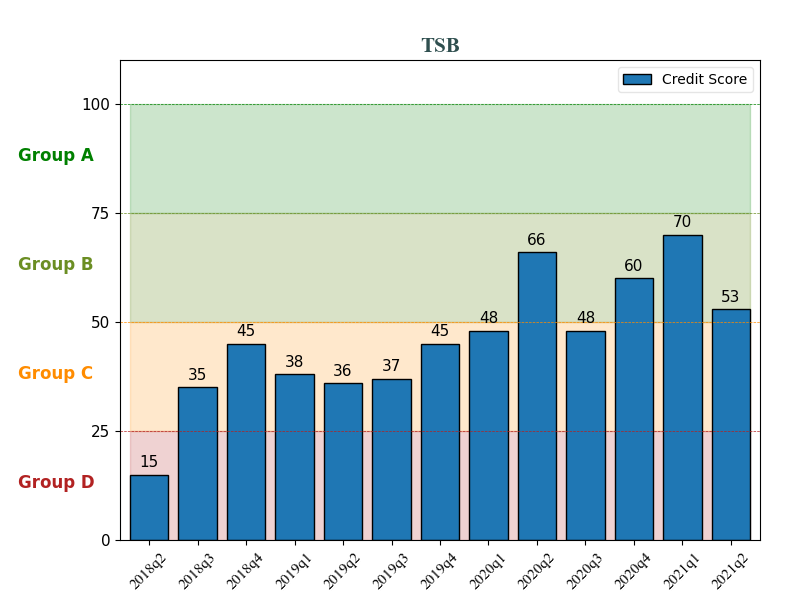 TSB
Credit Score
100
Group A
75
70
66
Group B
60
53
50
48
48
45
45
38
Group C
37
36
35
25
15
Group D
0
2018q2
2018q3
2018q4
2019q1
2019q2
2019q3
2019q4
2020q1
2020q2
2020q3
2020q4
2021q1
2021q2